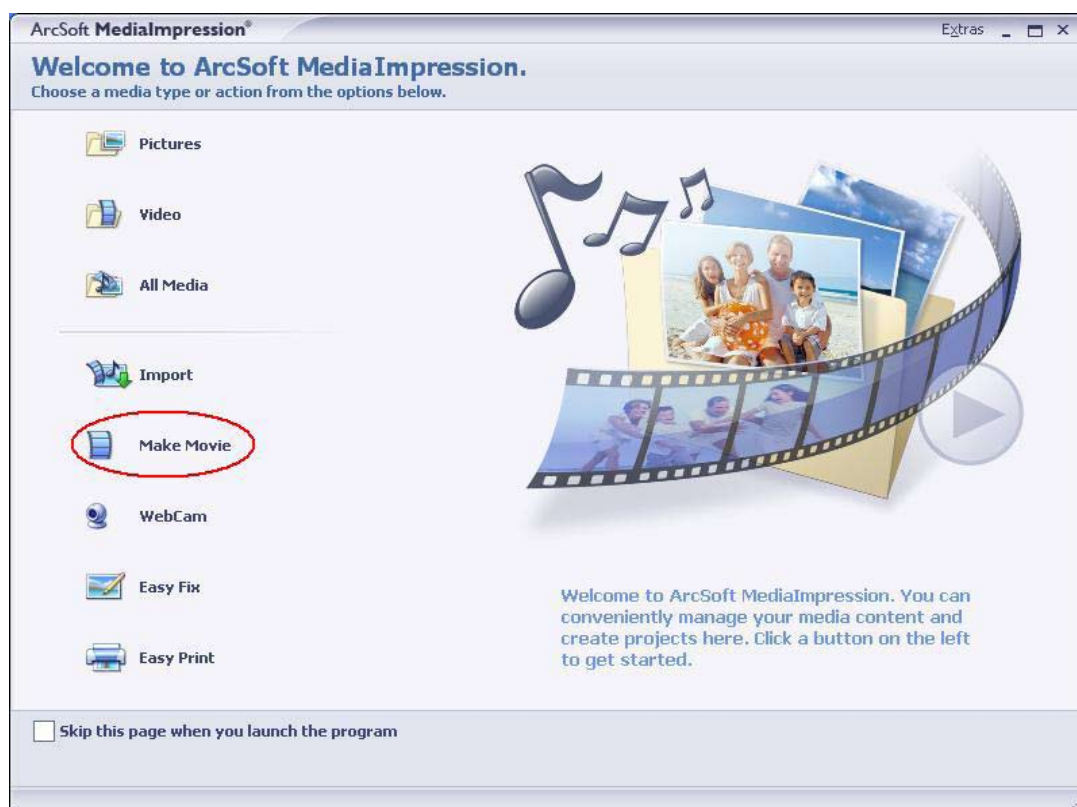 ArcSoft MediaImpression®
Extras
Welcome to ArcSoft MediaImpression.
Choose a media type or action from the options below.
Pictures
Video
All Media
Import
Make Movie
WebCam
Easy Fix
Easy Print
Welcome to ArcSoft MediaImpression. You can
conveniently manage your media content and
create projects here. Click a button on the left
to get started.
Skip this page when you launch the program